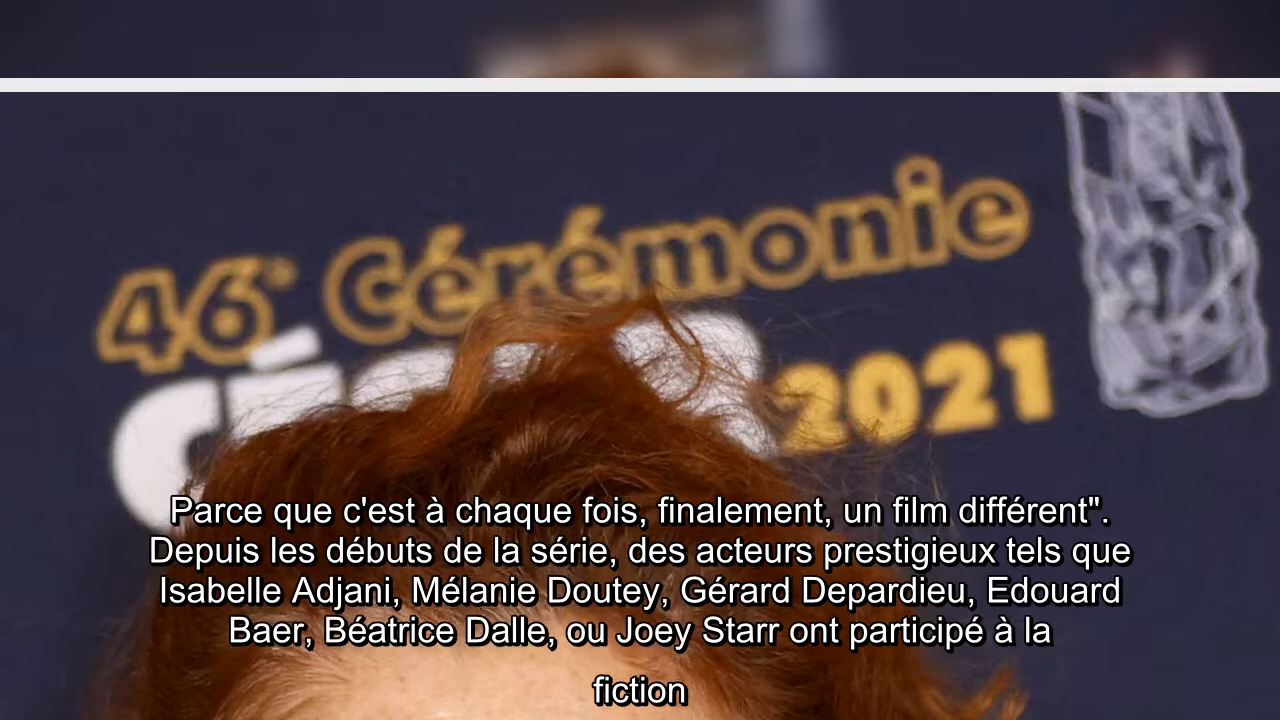 46e Cérémonie
2021
Parce que c'est à chaque fois, finalement, un film différent".
Depuis les débuts de la série, des acteurs prestigieux tels que
Isabelle Adjani, Mélanie Doutey, Gérard Depardieu, Edouard
Baer, Béatrice Dalle, ou Joey Starr ont participé à la
fiction